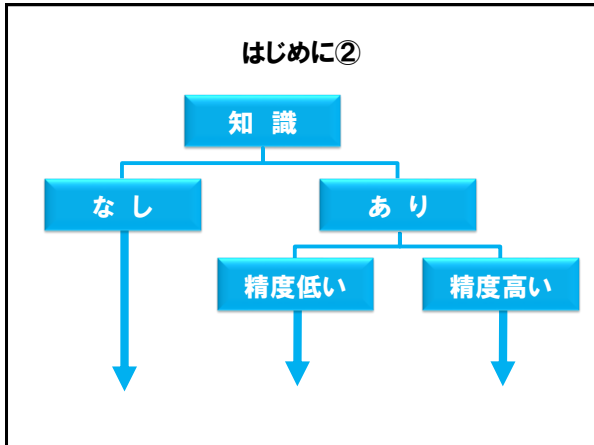 はじめに②
知 識
な し
あ り
精度低い
精度高い